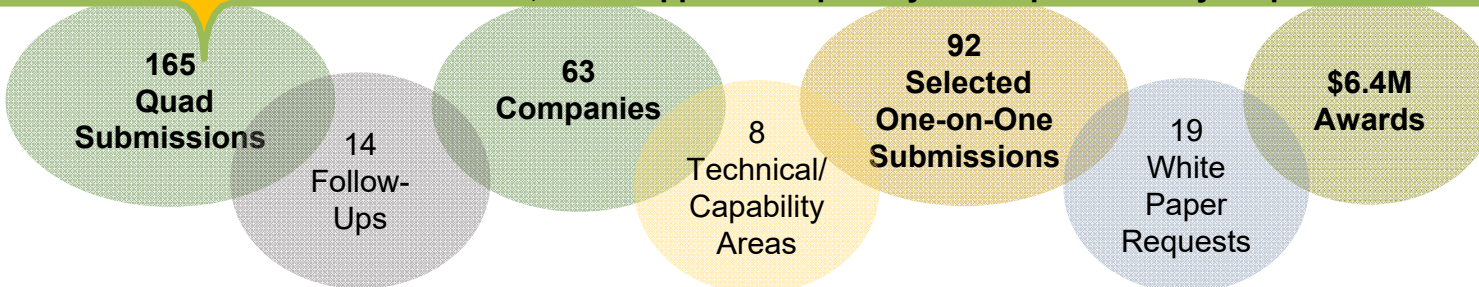 165
Quad
Submissions
14
Follow-
Ups
63
Companies
8
Technical/
Capability
Areas
92
Selected
One-on-One
Submissions
19
White
Paper
Requests
$6.4M
Awards